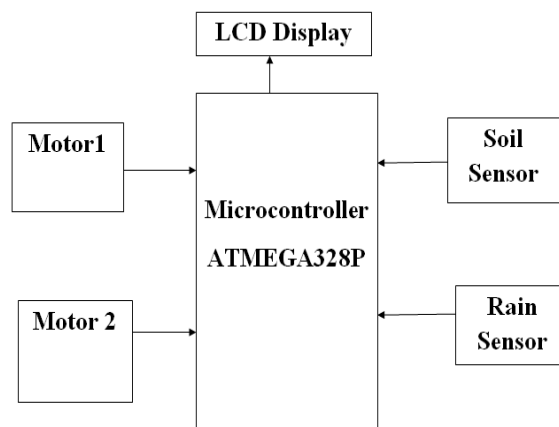 LCD Display
Motor1
Soil
Sensor
Microcontroller
ATMEGA328P
Motor 2
Rain
Sensor